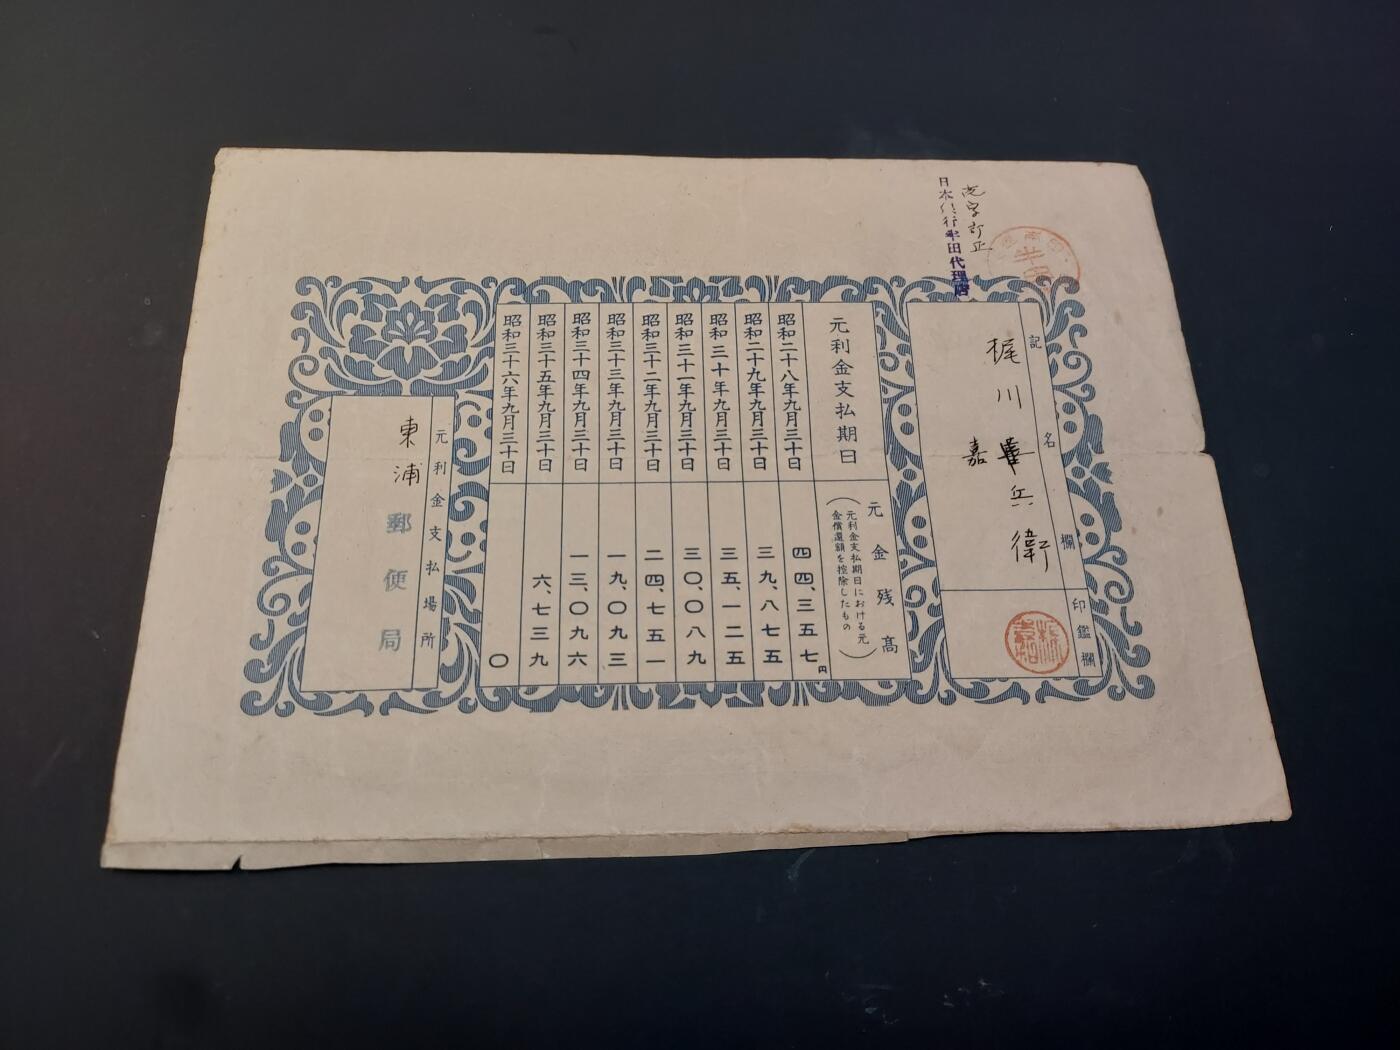 日本銀行半田代理店
壱字訂正
半田
記名欄
梶川嘉兵衛
印鑑欄
元利金支払期日
元金残高
(元利金支払期日における元
金償還額を控除したもの)
昭和二十八年九月三十日
四四、三五七円
昭和二十九年九月三十日
三九、八七五
昭和三十年九月三十日
三五、一二五
昭和三十一年九月三十日
三〇、〇八九
昭和三十二年九月三十日
二四、七五一
昭和三十三年九月三十日
一九、〇九三
昭和三十四年九月三十日
一三、〇九六
昭和三十五年九月三十日
六、七三九
昭和三十六年九月三十日
〇
元利金支払場所
東浦郵便局